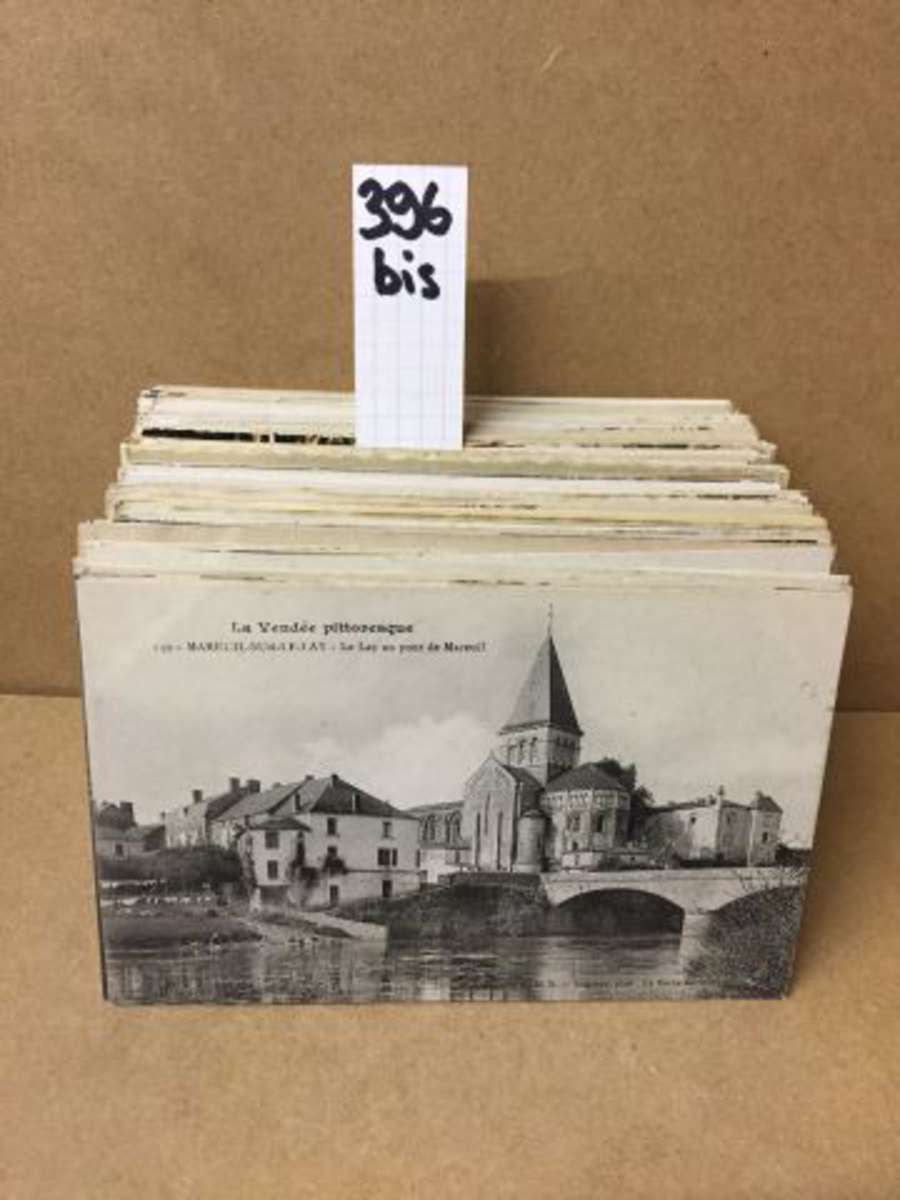 396
bis
La Vendée pittoresque
MAREUIL-SUR-LE-LAY - Le Lay au pont de Mareuil